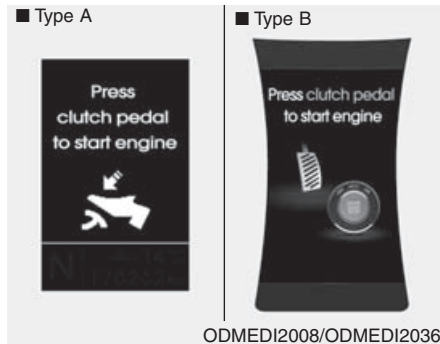 ■ Type A
Press
clutch pedal
to start engine
N
■ Type B
Press clutch pedal
to start engine
ODMEDI2008/ODMEDI2036